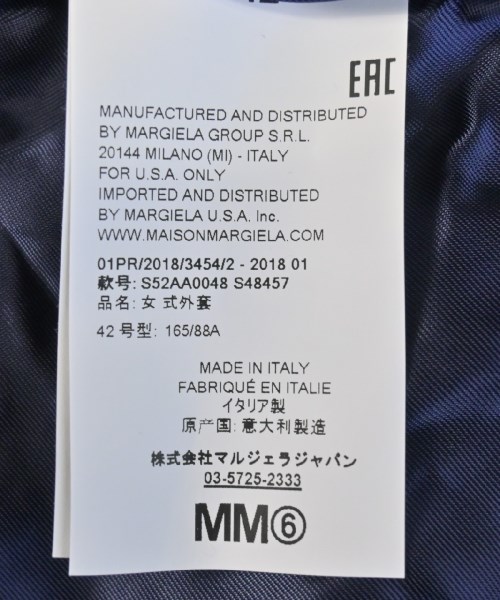 EAC
MANUFACTURED AND DISTRIBUTED
BY MARGIELA GROUP S.R.L.
20144 MILANO (MI) - ITALY
FOR U.S.A. ONLY
IMPORTED AND DISTRIBUTED
BY MARGIELA U.S.A. Inc.
WWW.MAISONMARGIELA.COM
01PR/2018/3454/2 - 2018 01
款号: S52AA0048 S48457
品名: 女 式外套
42 号型: 165/88A
MADE IN ITALY
FABRIQUÉ EN ITALIE
イタリア製
原产国: 意大利製造
株式会社マルジェラジャパン
03-5725-2333
MM⑥